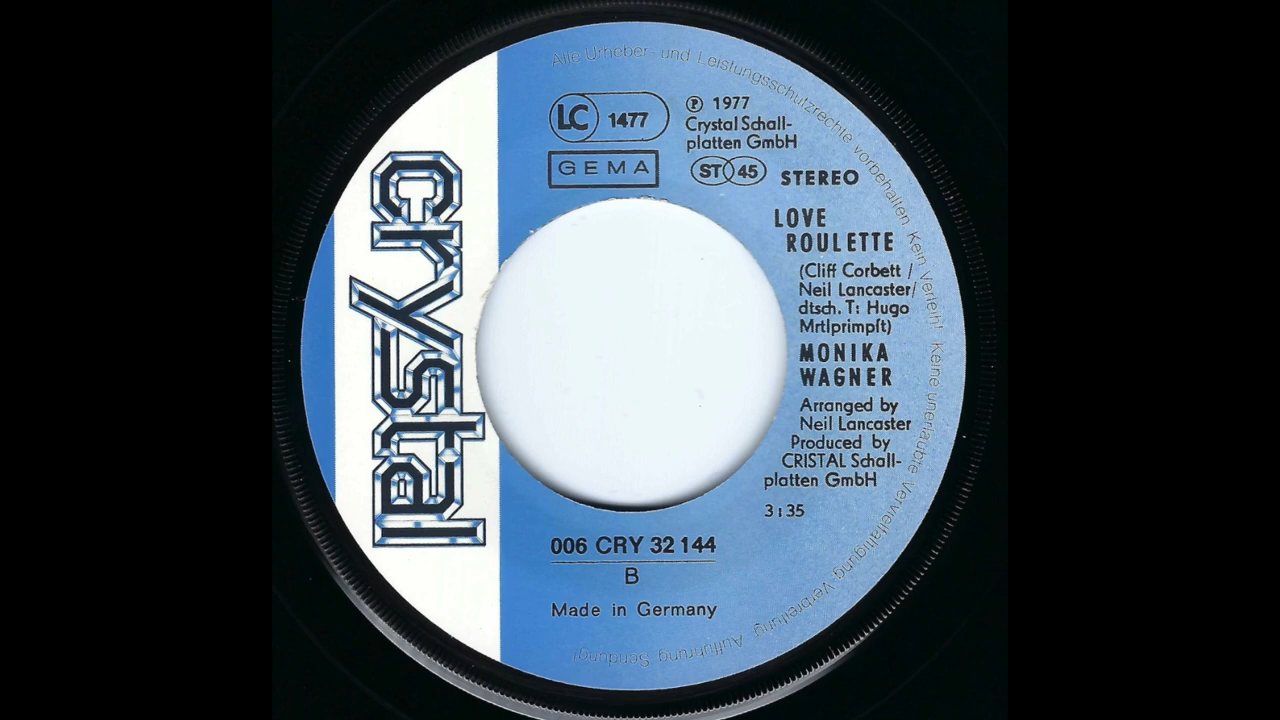 Alle Urheber- und Leistungsschutzrechte vorbehalten Kein Verleih! Keine unerlaubte Vervielfältigung Verbreitung Aufführung Sendung!
LC 1477
GEMA
℗ 1977
Crystal Schall-
platten GmbH
ST 45 STEREO
crystal
LOVE
ROULETTE
(Cliff Corbett /
Neil Lancaster/
dtsch. T: Hugo
Mrtlprimpft)
MONIKA
WAGNER
Arranged by
Neil Lancaster
Produced by
CRISTAL Schall-
platten GmbH
3:35
006 CRY 32 144
B
Made in Germany